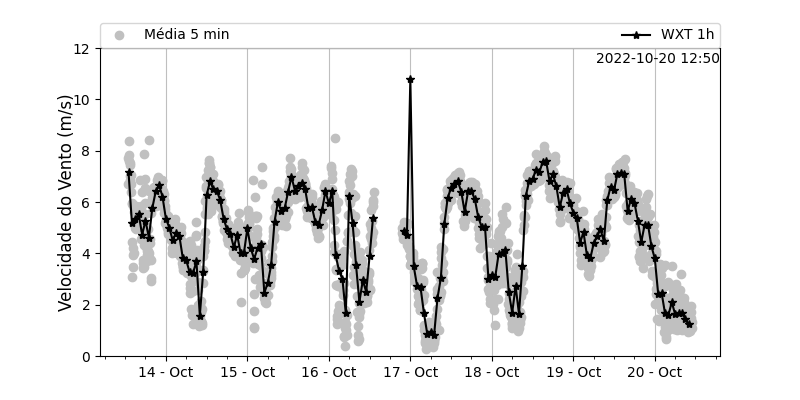 Média 5 min
WXT 1h
2022-10-20 12:50
Velocidade do Vento (m/s)
12
10
8
6
4
2
0
14 - Oct
15 - Oct
16 - Oct
17 - Oct
18 - Oct
19 - Oct
20 - Oct